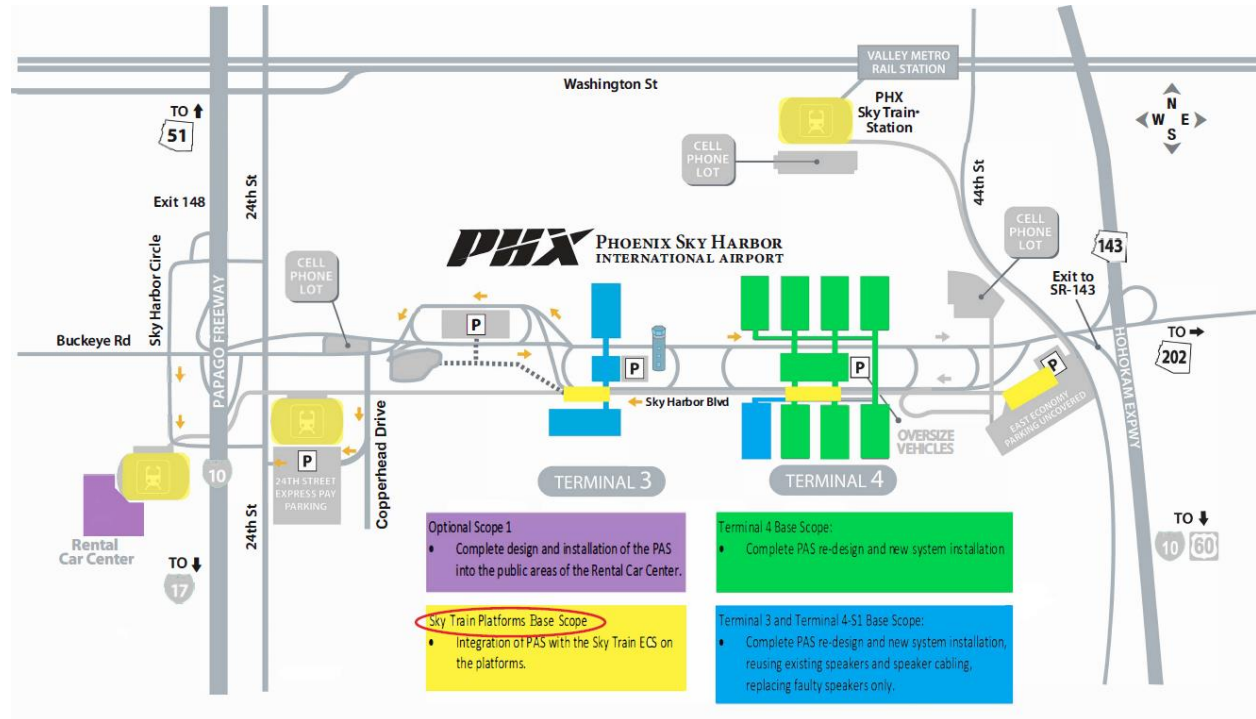 VALLEY METRO
RAIL STATION
Washington St
TO
51
PHX
Sky Train
Station
N
W E
S
CELL
PHONE
LOT
44th St
24th St
Exit 148
Sky Harbor Circle
CELL
PHONE
LOT
143
PHX PHOENIX SKY HARBOR
INTERNATIONAL AIRPORT
CELL
PHONE
LOT
Exit to
SR-143
PAPAGO FREEWAY
P
Buckeye Rd
TO
202
P
P
P
HOHOKAM EXPWY
Sky Harbor Blvd
EAST ECONOMY
PARKING UNCOVERED
OVERSIZE
VEHICLES
Copperhead Drive
P
10
24TH STREET
EXPRESS PAY
PARKING
TERMINAL 3
TERMINAL 4
24th St
Rental
Car Center
TO
17
TO
10 60
Optional Scope 1
• Complete design and installation of the PAS
into the public areas of the Rental Car Center.
Terminal 4 Base Scope:
• Complete PAS re-design and new system installation
Sky Train Platforms Base Scope
• Integration of PAS with the Sky Train ECS on
the platforms.
Terminal 3 and Terminal 4-S1 Base Scope:
• Complete PAS re-design and new system installation,
reusing existing speakers and speaker cabling,
replacing faulty speakers only.